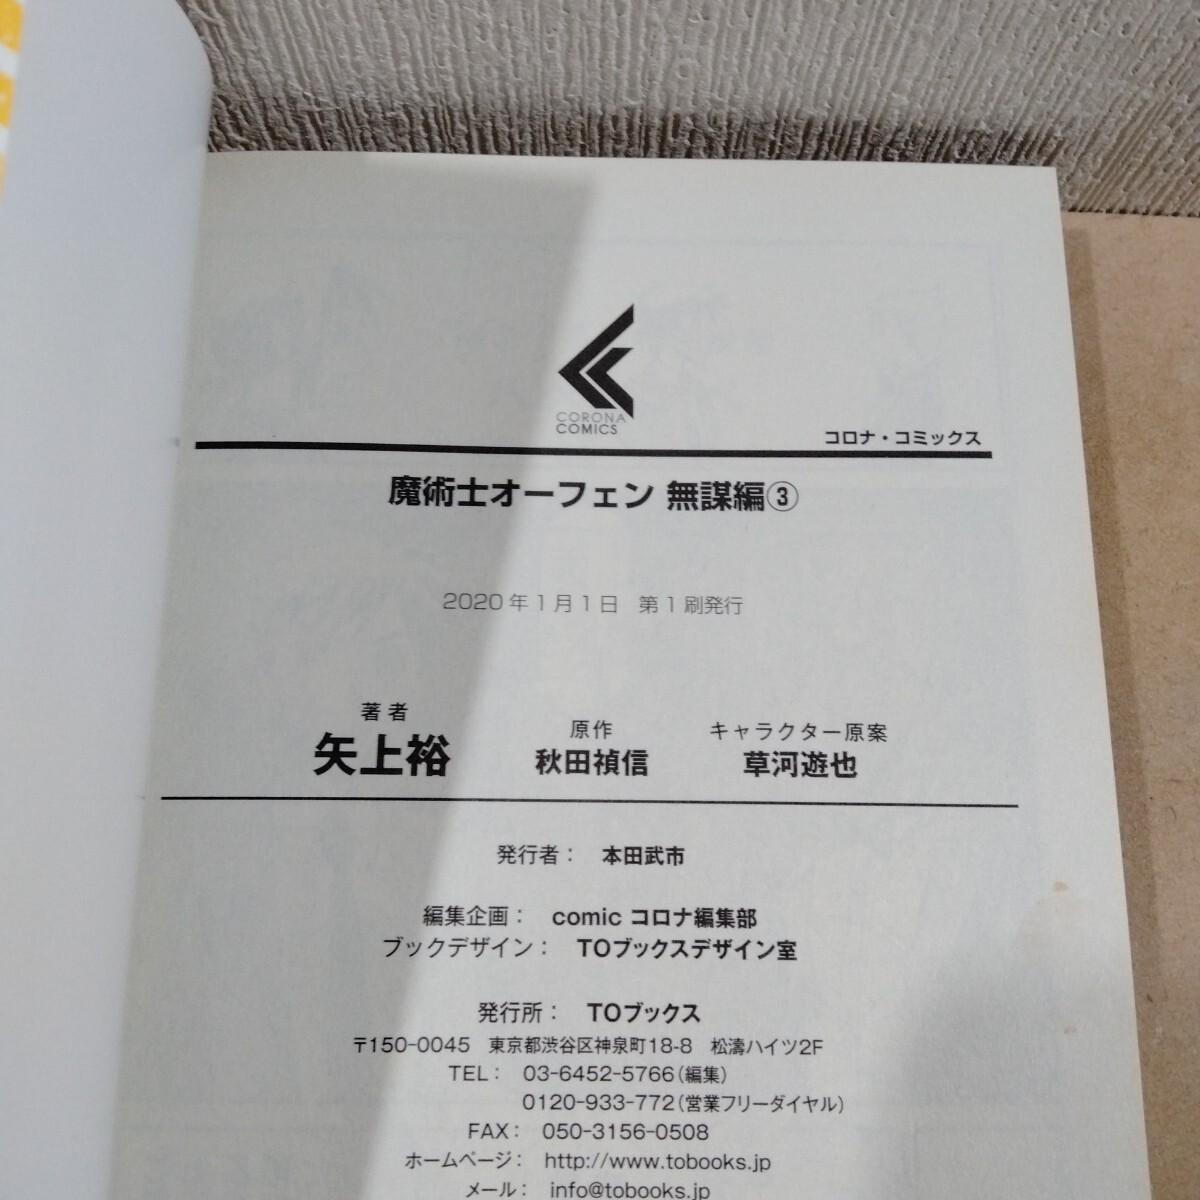 CORONA
COMICS
コロナ・コミックス
魔術士オーフェン 無謀編③
2020年1月1日 第1刷発行
著者
矢上裕
原作
秋田禎信
キャラクター原案
草河遊也
発行者： 本田武市
編集企画： comic コロナ編集部
ブックデザイン： TOブックスデザイン室
発行所： TOブックス
〒150-0045 東京都渋谷区神泉町18-8 松濤ハイツ2F
TEL： 03-6452-5766（編集）
0120-933-772（営業フリーダイヤル）
FAX： 050-3156-0508
ホームページ： http://www.tobooks.jp
メール： info@tobooks.jp